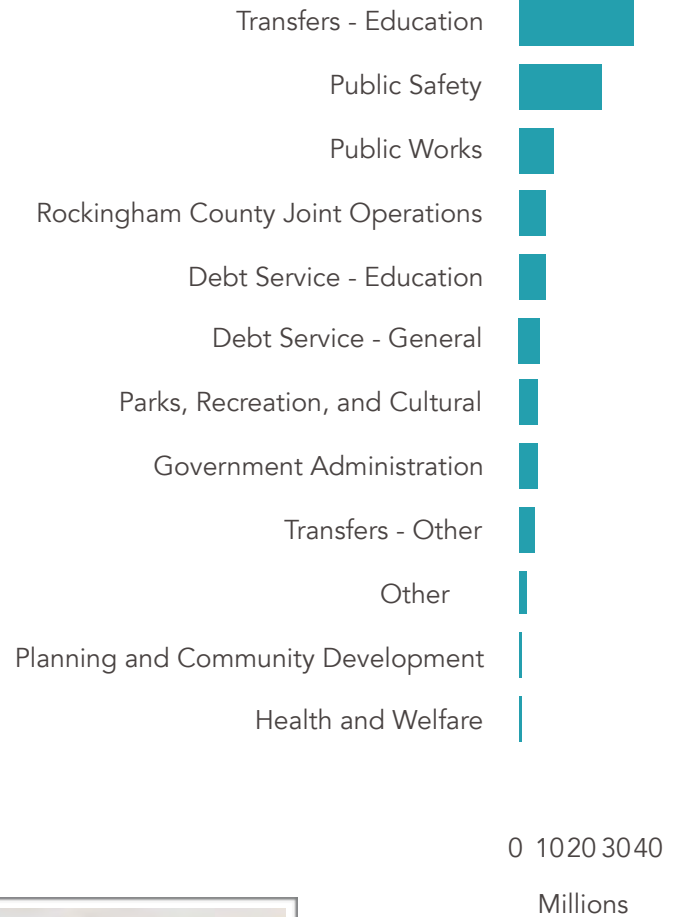 Transfers - Education
Public Safety
Public Works
Rockingham County Joint Operations
Debt Service - Education
Debt Service - General
Parks, Recreation, and Cultural
Government Administration
Transfers - Other
Other
Planning and Community Development
Health and Welfare
0 10 20 30 40
Millions